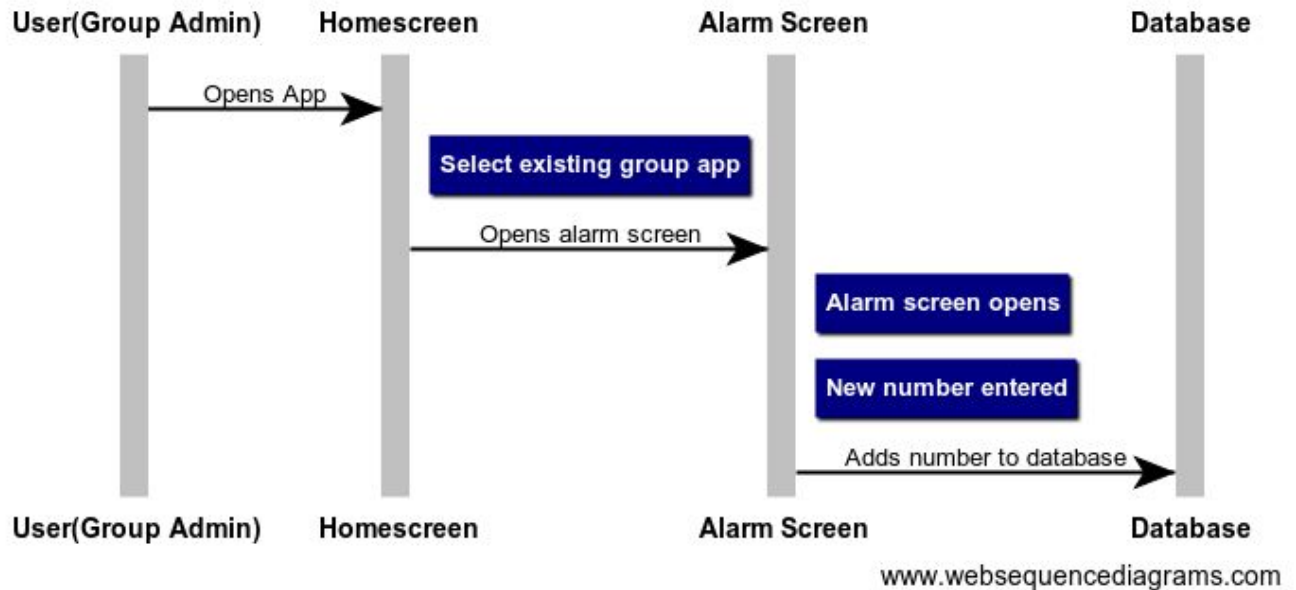 User(Group Admin) Homescreen Alarm Screen Database
Opens App
Select existing group app
Opens alarm screen
Alarm screen opens
New number entered
Adds number to database
User(Group Admin) Homescreen Alarm Screen Database
www.websequencediagrams.com